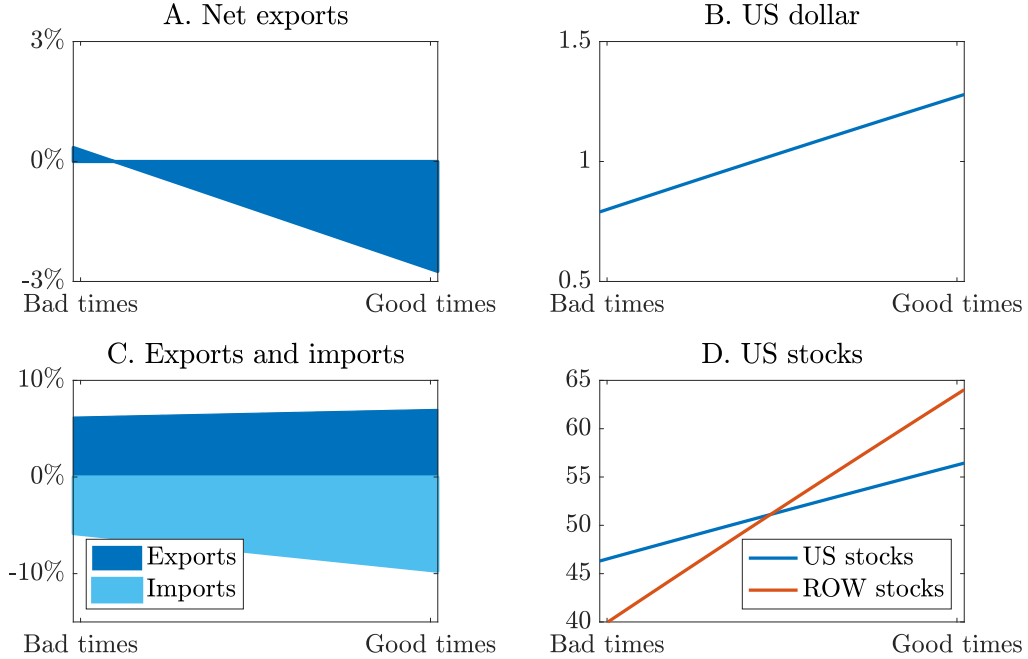 A. Net exports
3%
0%
-3%
Bad times
Good times
B. US dollar
1.5
1
0.5
Bad times
Good times
C. Exports and imports
10%
0%
-10%
Exports
Imports
Bad times
Good times
D. US stocks
65
60
55
50
45
40
US stocks
ROW stocks
Bad times
Good times